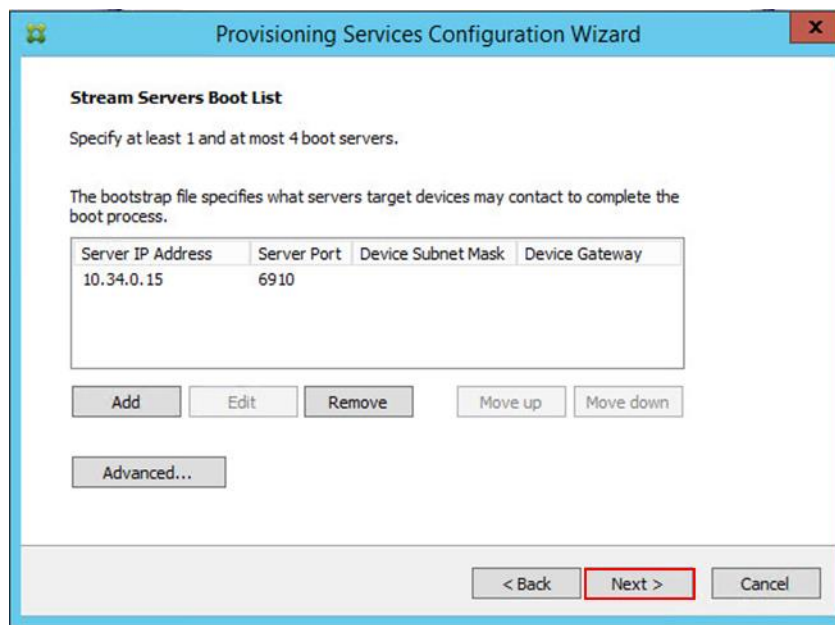 Provisioning Services Configuration Wizard
x
Stream Servers Boot List
Specify at least 1 and at most 4 boot servers.
The bootstrap file specifies what servers target devices may contact to complete the
boot process.
Server IP Address Server Port Device Subnet Mask Device Gateway
10.34.0.15 6910
Add Edit Remove Move up Move down
Advanced...
< Back Next > Cancel